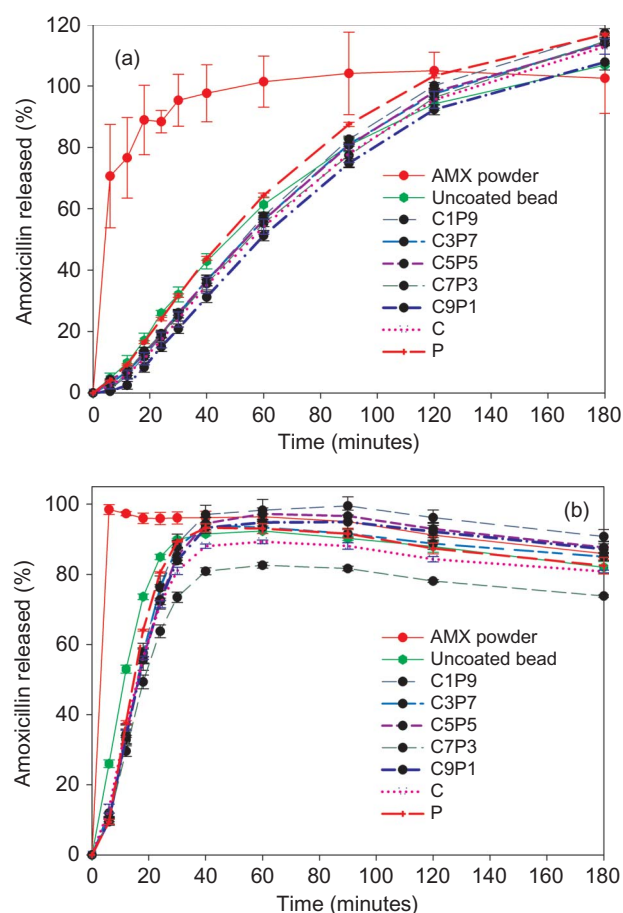 120
(a)
100
80
60
40
20
0
Amoxicillin released (%)
AMX powder
Uncoated bead
C1P9
C3P7
C5P5
C7P3
C9P1
C
P
0 20 40 60 80 100 120 140 160 180
Time (minutes)
(b)
100
80
60
40
20
0
Amoxicillin released (%)
AMX powder
Uncoated bead
C1P9
C3P7
C5P5
C7P3
C9P1
C
P
0 20 40 60 80 100 120 140 160 180
Time (minutes)